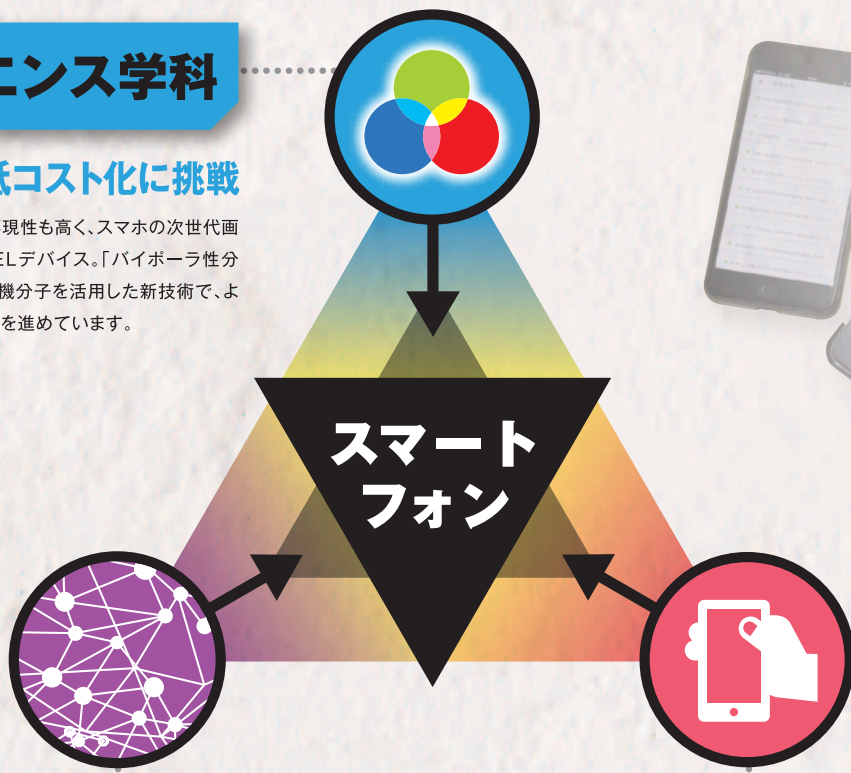 エンス学科
低コスト化に挑戦
現性も高く、スマホの次世代画
ELデバイス。「バイポーラ性分
機分子を活用した新技術で、よ
を進めています。
スマート
フォン